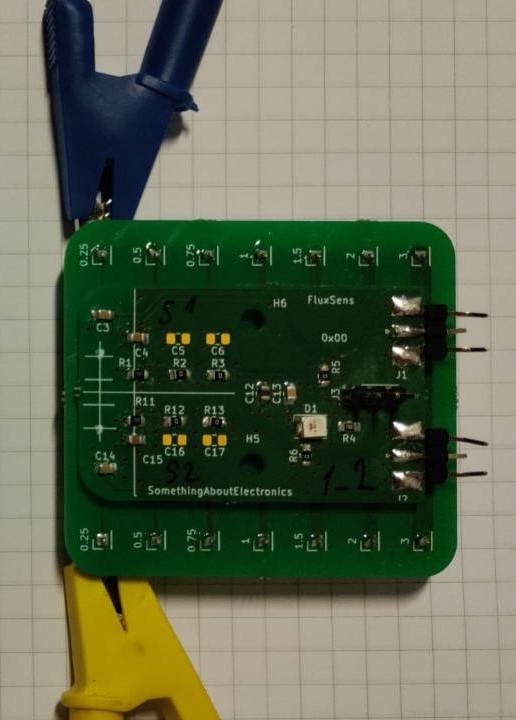 0.25 0.5 0.75 1 1.5 2 3
S1 H6 FluxSens
C3
C4 C5 C6 0x00
R1 R2 R3 R5 J1
C12 C13 J3
R11 R12 R13 D1
H5 R4
C14 C15 C16 C17 R6
S2 1_2
SomethingAboutElectronics J2
0.25 0.5 0.75 1 1.5 2 3